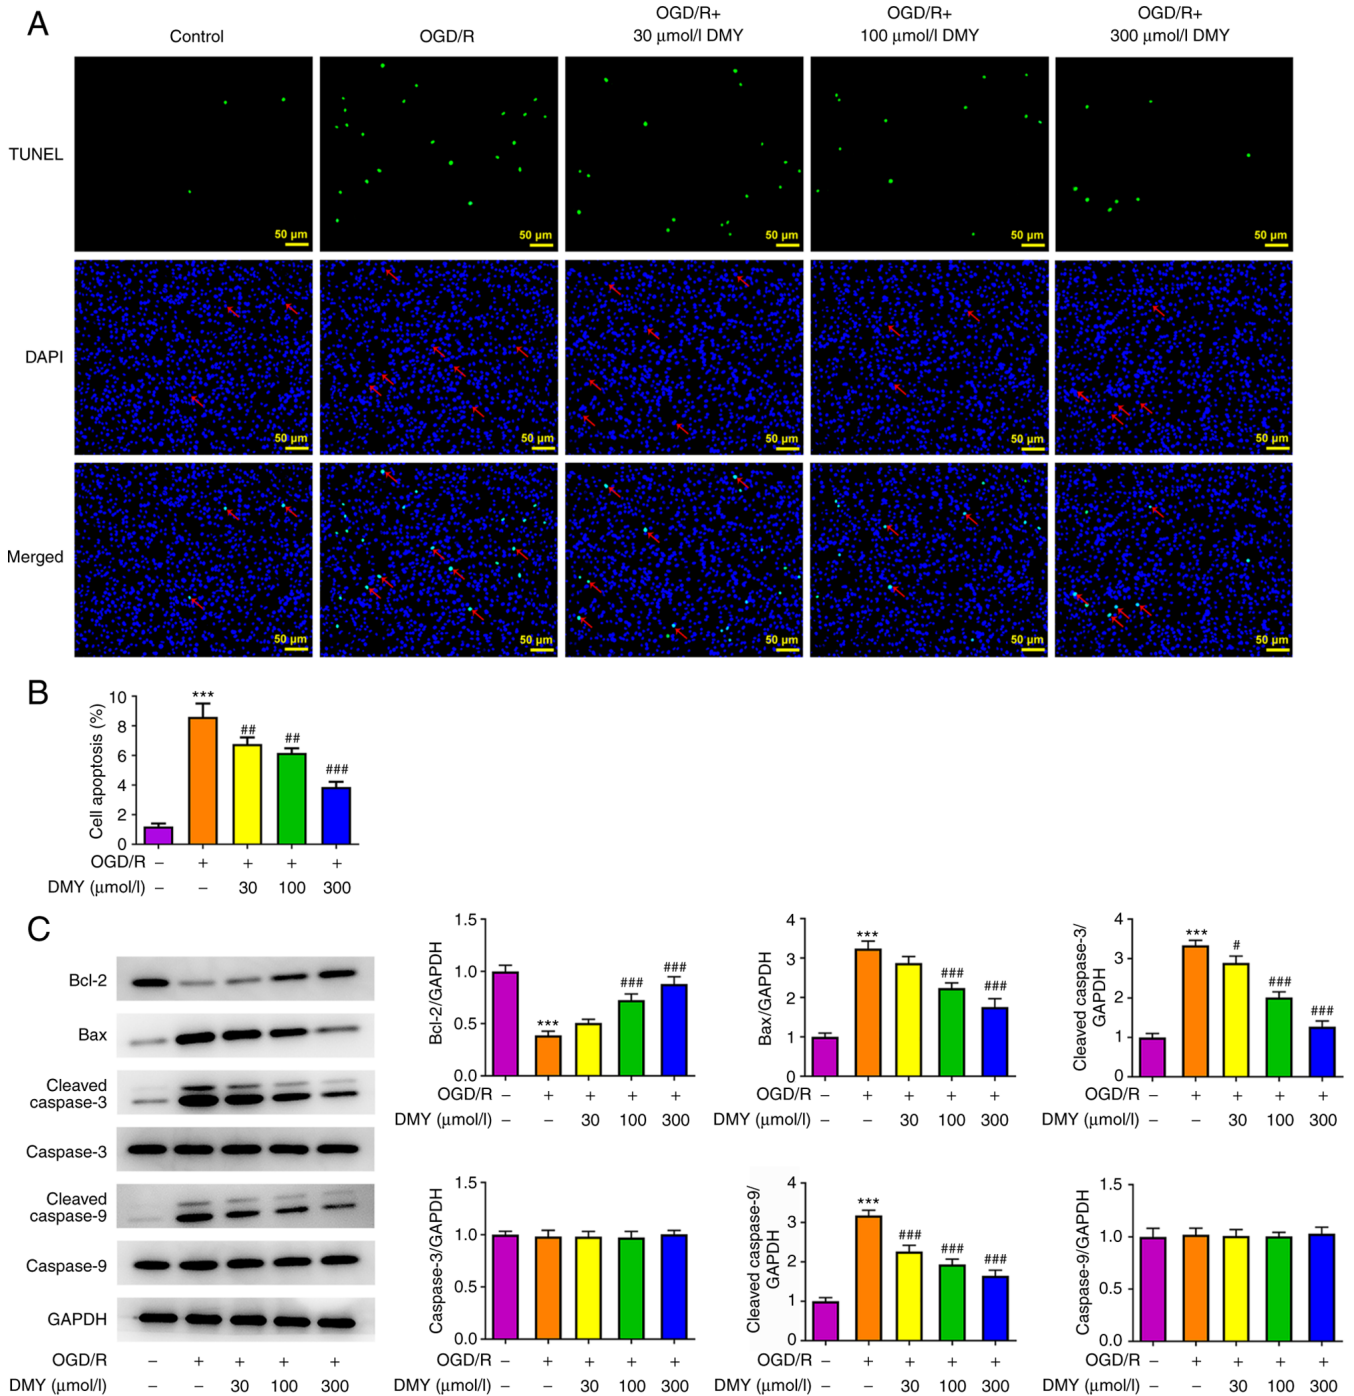 A
Control
OGD/R
OGD/R+
30 µmol/l DMY
OGD/R+
100 µmol/l DMY
OGD/R+
300 µmol/l DMY
TUNEL
50 µm
50 µm
50 µm
50 µm
50 µm
DAPI
50 µm
50 µm
50 µm
50 µm
50 µm
Merged
50 µm
50 µm
50 µm
50 µm
50 µm
B
Cell apoptosis (%)
10
8
6
4
2
0
***
##
##
###
OGD/R – + + + +
DMY (µmol/l) – – 30 100 300
C
Bcl-2
Bax
Cleaved
caspase-3
Caspase-3
Cleaved
caspase-9
Caspase-9
GAPDH
OGD/R – + + + +
DMY (µmol/l) – – 30 100 300
Bcl-2/GAPDH
1.5
1.0
0.5
0.0
***
###
###
OGD/R – + + + +
DMY (µmol/l) – – 30 100 300
Bax/GAPDH
4
3
2
1
0
***
###
###
OGD/R – + + + +
DMY (µmol/l) – – 30 100 300
Cleaved caspase-3/
GAPDH
4
3
2
1
0
***
#
###
###
OGD/R – + + + +
DMY (µmol/l) – – 30 100 300
Caspase-3/GAPDH
1.5
1.0
0.5
0.0
OGD/R – + + + +
DMY (µmol/l) – – 30 100 300
Cleaved caspase-9/
GAPDH
4
3
2
1
0
***
###
###
###
OGD/R – + + + +
DMY (µmol/l) – – 30 100 300
Caspase-9/GAPDH
1.5
1.0
0.5
0.0
OGD/R – + + + +
DMY (µmol/l) – – 30 100 300